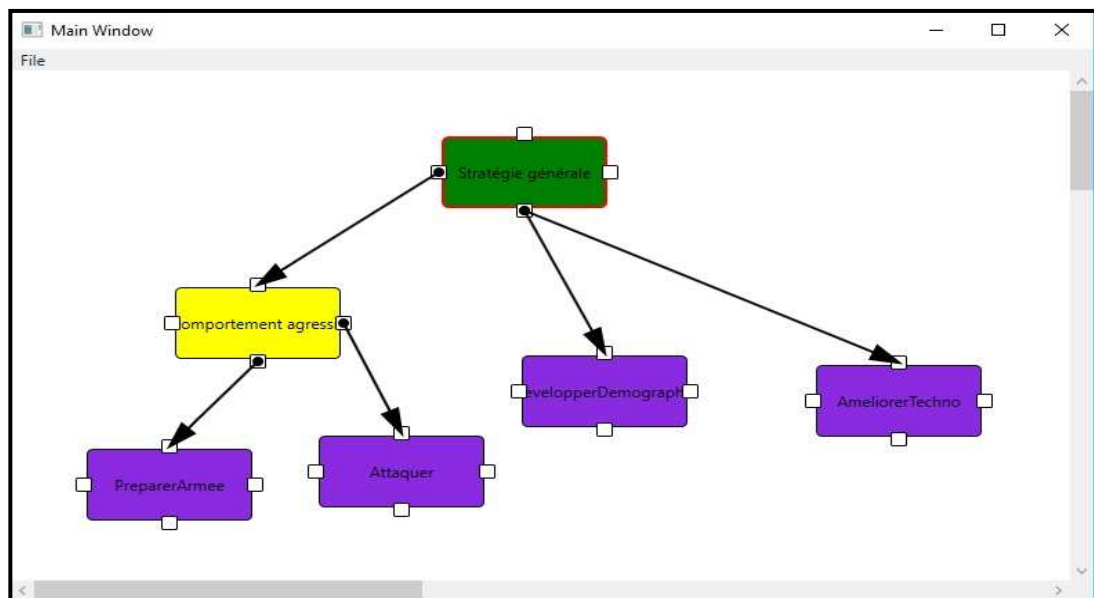 Main Window
File
Stratégie générale
omportement agress
evelopperDemograph
AmeliorerTechno
Attaquer
PreparerArmee